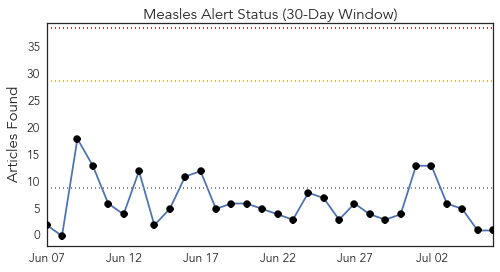 Measles Alert Status (30-Day Window)
Articles Found
35
30
25
20
15
10
5
0
Jun 07 Jun 12 Jun 17 Jun 22 Jun 27 Jul 02